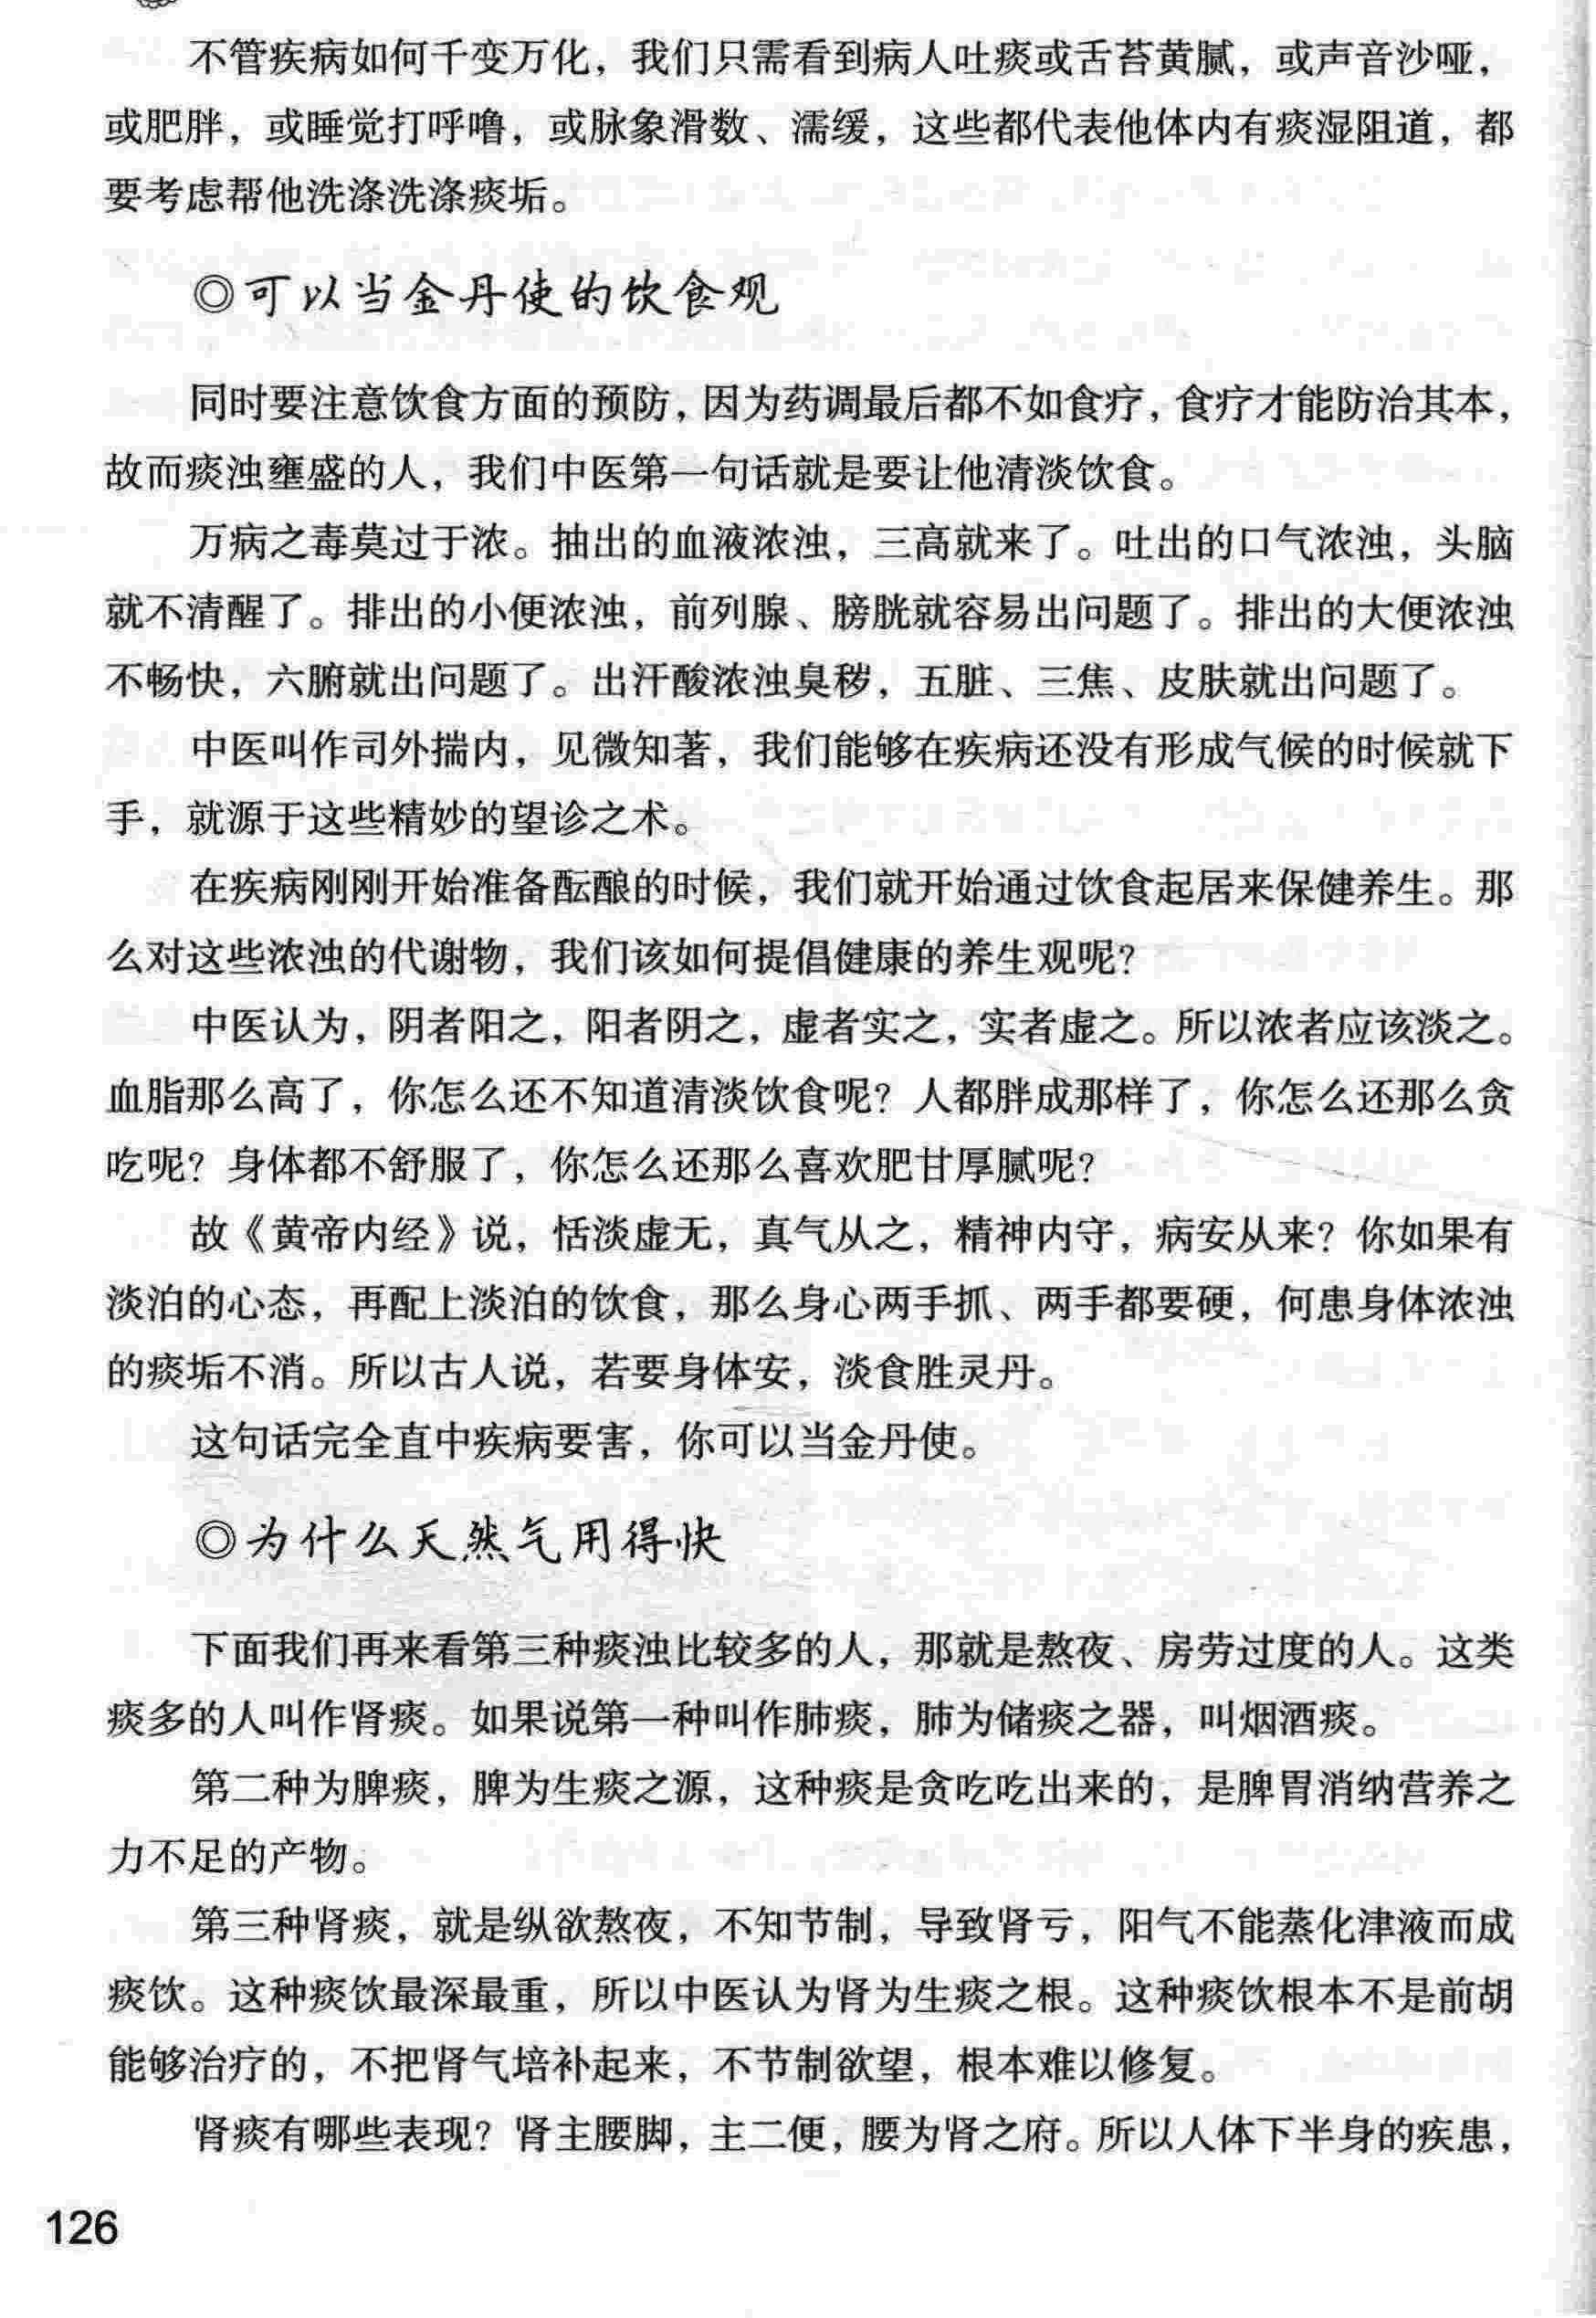 不管疾病如何千变万化，我们只需看到病人吐痰或舌苔黄腻，或声音沙哑，
或肥胖，或睡觉打呼噜，或脉象滑数、濡缓，这些都代表他体内有痰湿阻道，都
要考虑帮他洗涤洗涤痰垢。
◎可以当金丹使的饮食观
同时要注意饮食方面的预防，因为药调最后都不如食疗，食疗才能防治其本，
故而痰浊壅盛的人，我们中医第一句话就是要让他清淡饮食。
万病之毒莫过于浓。抽出的血液浓浊，三高就来了。吐出的口气浓浊，头脑
就不清醒了。排出的小便浓浊，前列腺、膀胱就容易出问题了。排出的大便浓浊
不畅快，六腑就出问题了。出汗酸浓浊臭秽，五脏、三焦、皮肤就出问题了。
中医叫作司外揣内，见微知著，我们能够在疾病还没有形成气候的时候就下
手，就源于这些精妙的望诊之术。
在疾病刚刚开始准备酝酿的时候，我们就开始通过饮食起居来保健养生。那
么对这些浓浊的代谢物，我们该如何提倡健康的养生观呢？
中医认为，阴者阳之，阳者阴之，虚者实之，实者虚之。所以浓者应该淡之。
血脂那么高了，你怎么还不知道清淡饮食呢？人都胖成那样了，你怎么还那么贪
吃呢？身体都不舒服了，你怎么还那么喜欢肥甘厚腻呢？
故《黄帝内经》说，恬淡虚无，真气从之，精神内守，病安从来？你如果有
淡泊的心态，再配上淡泊的饮食，那么身心两手抓、两手都要硬，何患身体浓浊
的痰垢不消。所以古人说，若要身体安，淡食胜灵丹。
这句话完全直中疾病要害，你可以当金丹使。
◎为什么天然气用得快
下面我们再来看第三种痰浊比较多的人，那就是熬夜、房劳过度的人。这类
痰多的人叫作肾痰。如果说第一种叫作肺痰，肺为储痰之器，叫烟酒痰。
第二种为脾痰，脾为生痰之源，这种痰是贪吃吃出来的，是脾胃消纳营养之
力不足的产物。
第三种肾痰，就是纵欲熬夜，不知节制，导致肾亏，阳气不能蒸化津液而成
痰饮。这种痰饮最深最重，所以中医认为肾为生痰之根。这种痰饮根本不是前胡
能够治疗的，不把肾气培补起来，不节制欲望，根本难以修复。
肾痰有哪些表现？肾主腰脚，主二便，腰为肾之府。所以人体下半身的疾患，
126